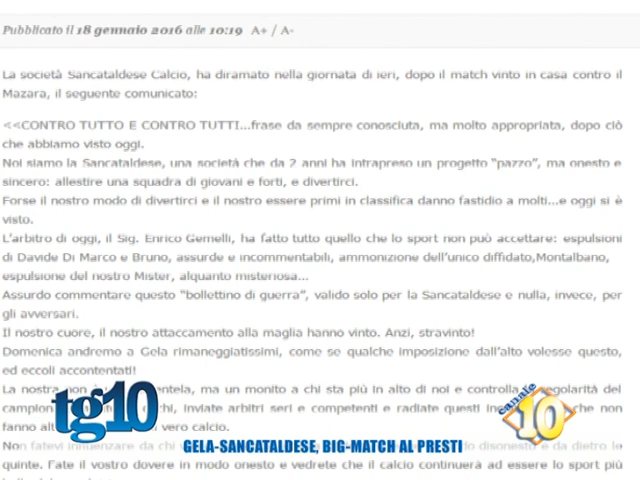 Pubblicato il 18 gennaio 2016 alle 10:19 A+ / A-
La società Sancataldese Calcio, ha diramato nella giornata di ieri, dopo il match vinto in casa contro il
Mazara, il seguente comunicato:
<<CONTRO TUTTO E CONTRO TUTTI...frase da sempre conosciuta, ma molto appropriata, dopo ciò
che abbiamo visto oggi.
Noi siamo la Sancataldese, una società che da 2 anni ha intrapreso un progetto "pazzo", ma onesto e
sincero: allestire una squadra di giovani e forti, e divertirci.
Forse il nostro modo di divertirci e il nostro essere primi in classifica danno fastidio a molti...e oggi si è
visto.
L'arbitro di oggi, il Sig. Enrico Gemelli, ha fatto tutto quello che lo sport non può accettare: espulsioni
di Davide Di Marco e Bruno, assurde e incommentabili, ammonizione dell'unico diffidato,Montalbano,
espulsione del nostro Mister, alquanto misteriosa...
Assurdo commentare questo "bollettino di guerra", valido solo per la Sancataldese e nulla, invece, per
gli avversari.
Il nostro cuore, il nostro attaccamento alla maglia hanno vinto. Anzi, stravinto!
Domenica andremo a Gela rimaneggiatissimi, come se qualche imposizione dall'alto volesse questo,
ed eccoli accontentati!
La nostra non è ma un monito a chi sta più in alto di noi e controlla
del
inviate arbitri seri e competenti e radiate questi che non
fanno vero calcio.
tg10
canale 10
GELA-SANCATALDESE, BIG-MATCH AL PRESTI
Non fatevi influenzare da chi disonesto e da dietro le
quinte. Fate il vostro dovere in modo onesto e vedrete che il calcio continuerà ad essere lo sport più